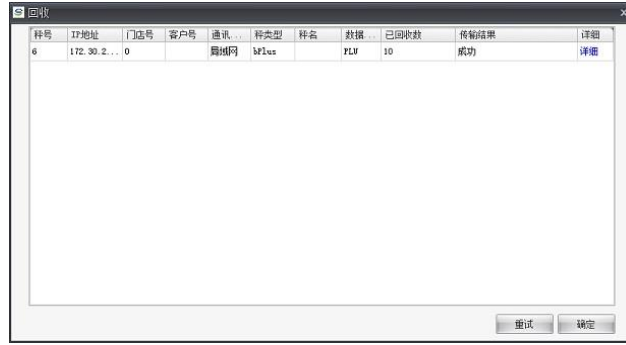 回收
秤号 IP地址 门店号 客户号 通讯... 秤类型 秤名 数据... 已回收数 传输结果 详细
6 172.30.2... 0 局域网 bPlus PLU 10 成功 详细
重试 确定